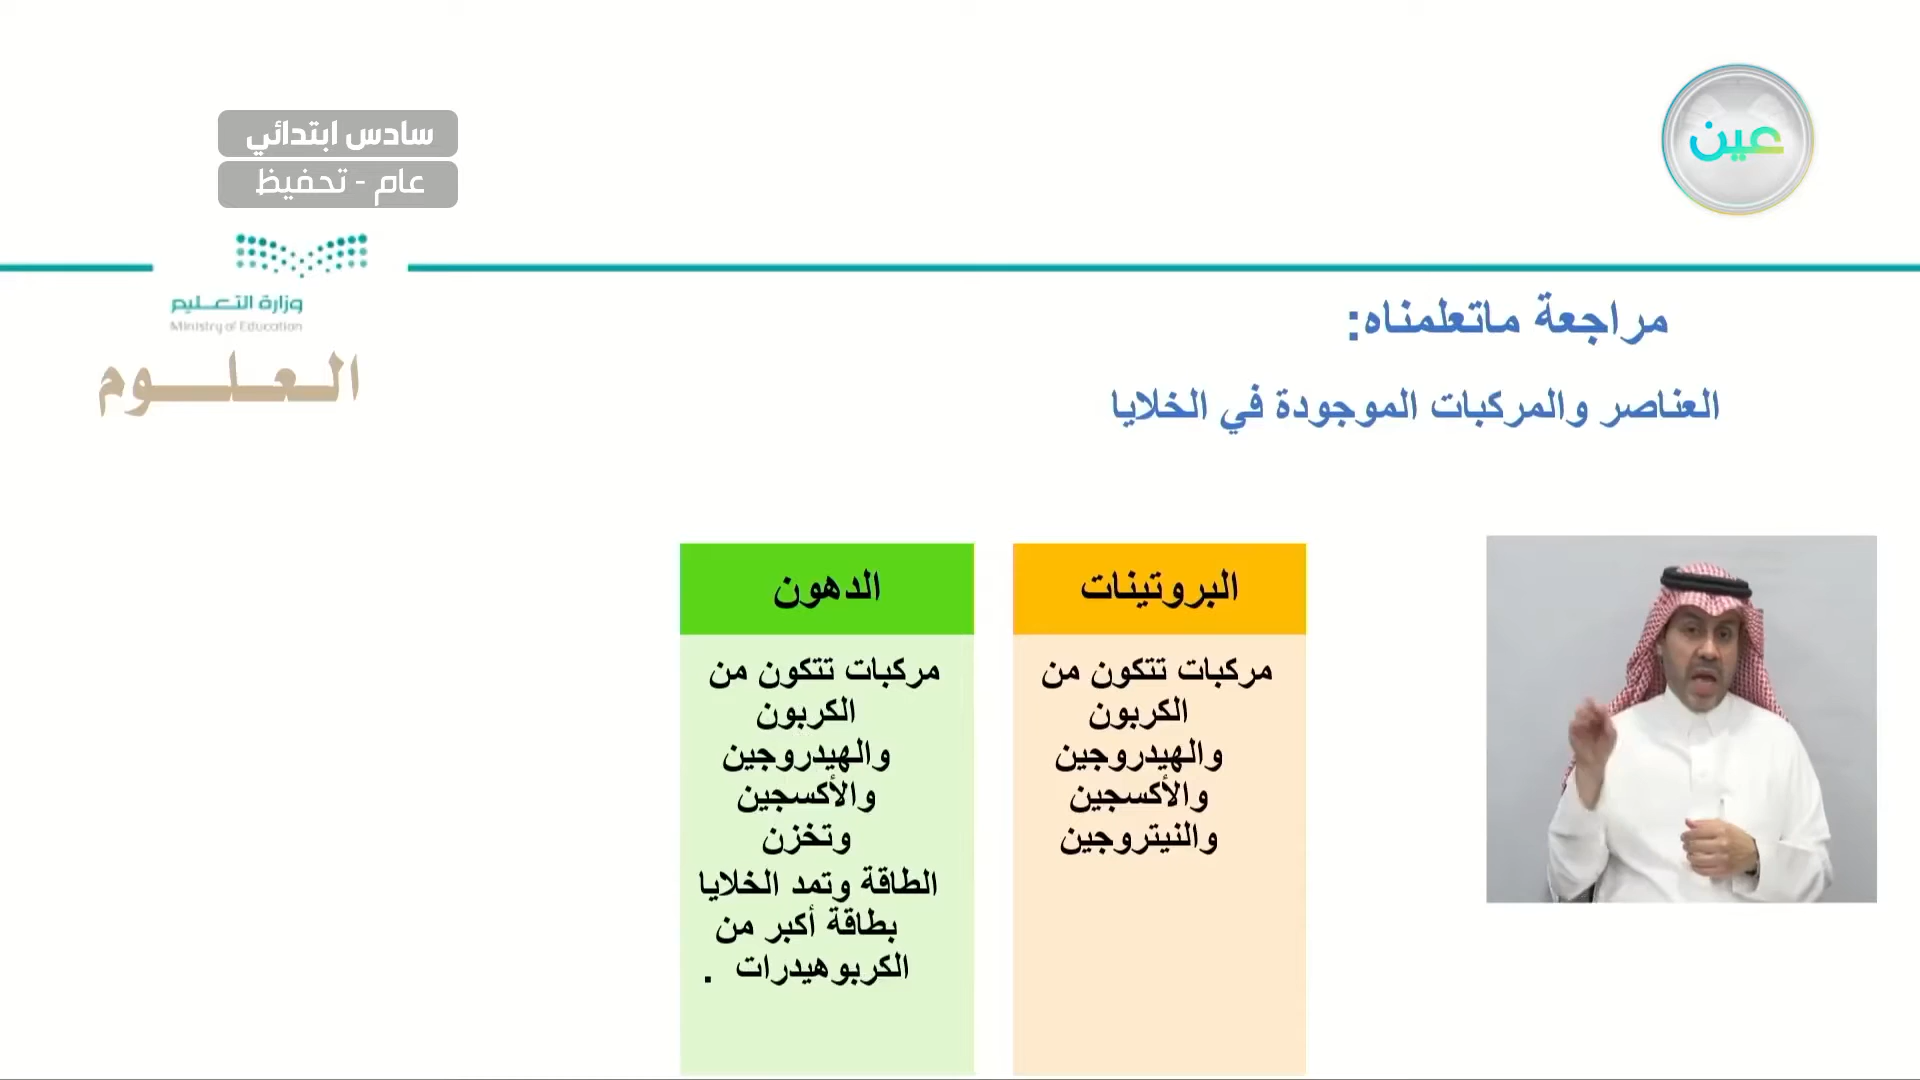 عين
سادس ابتدائي
عام - تحفيظ
وزارة التعليم
Ministry of Education
العلوم
مراجعة ماتعلمناه:
العناصر والمركبات الموجودة في الخلايا
البروتينات
مركبات تتكون من
الكربون
والهيدروجين
والأكسجين
والنيتروجين
الدهون
مركبات تتكون من
الكربون
والهيدروجين
والأكسجين
وتخزن
الطاقة وتمد الخلايا
بطاقة أكبر من
الكربوهيدرات .